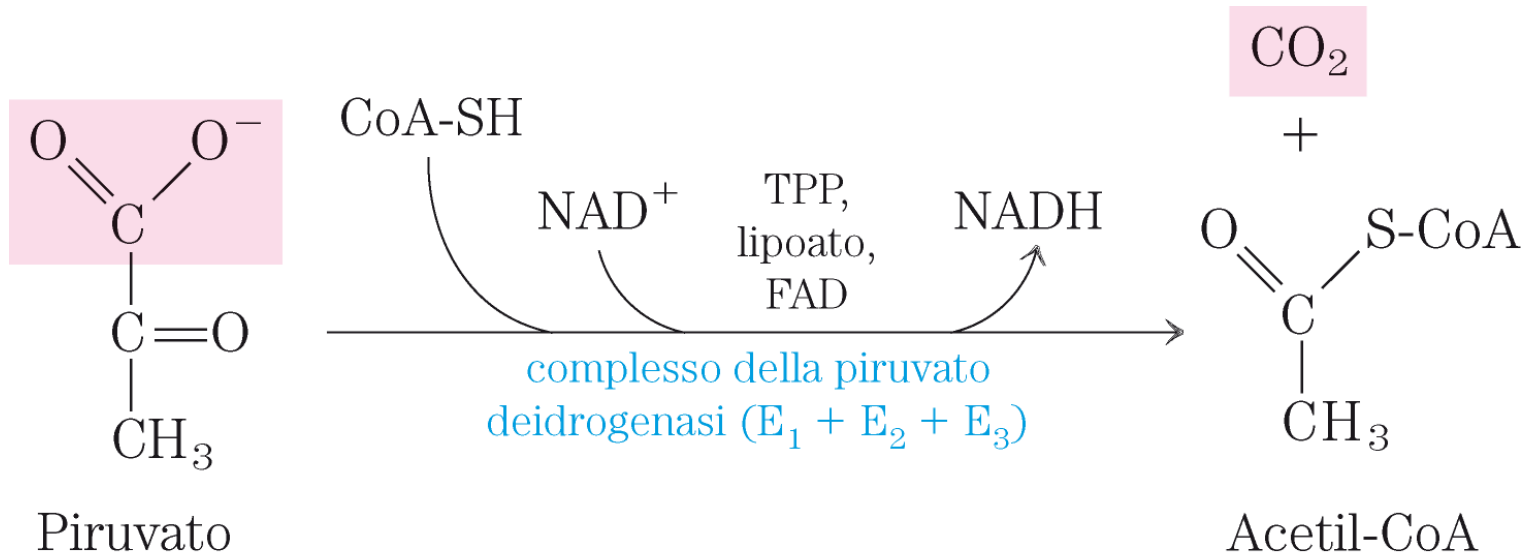 CO₂
+
O O⁻
C
C=O
CH₃
Piruvato
CoA-SH
NAD⁺
TPP,
lipoato,
FAD
NADH
complesso della piruvato
deidrogenasi (E₁ + E₂ + E₃)
O S-CoA
C
CH₃
Acetil-CoA